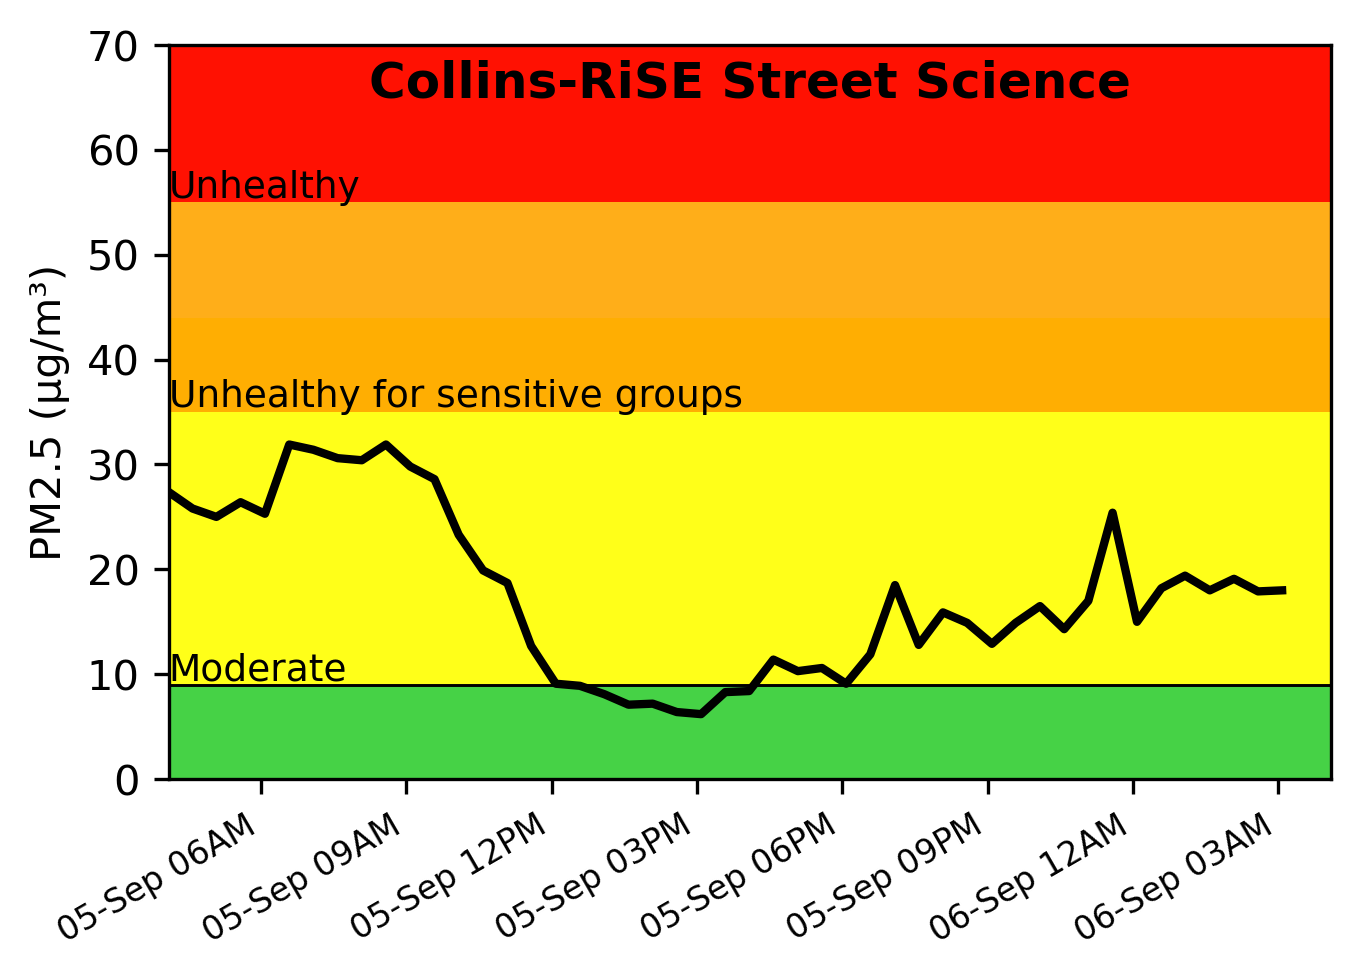 Collins-RiSE Street Science
70
60
Unhealthy
50
40
Unhealthy for sensitive groups
30
20
Moderate
10
0
PM2.5 (µg/m³)
05-Sep 06AM
05-Sep 09AM
05-Sep 12PM
05-Sep 03PM
05-Sep 06PM
05-Sep 09PM
06-Sep 12AM
06-Sep 03AM